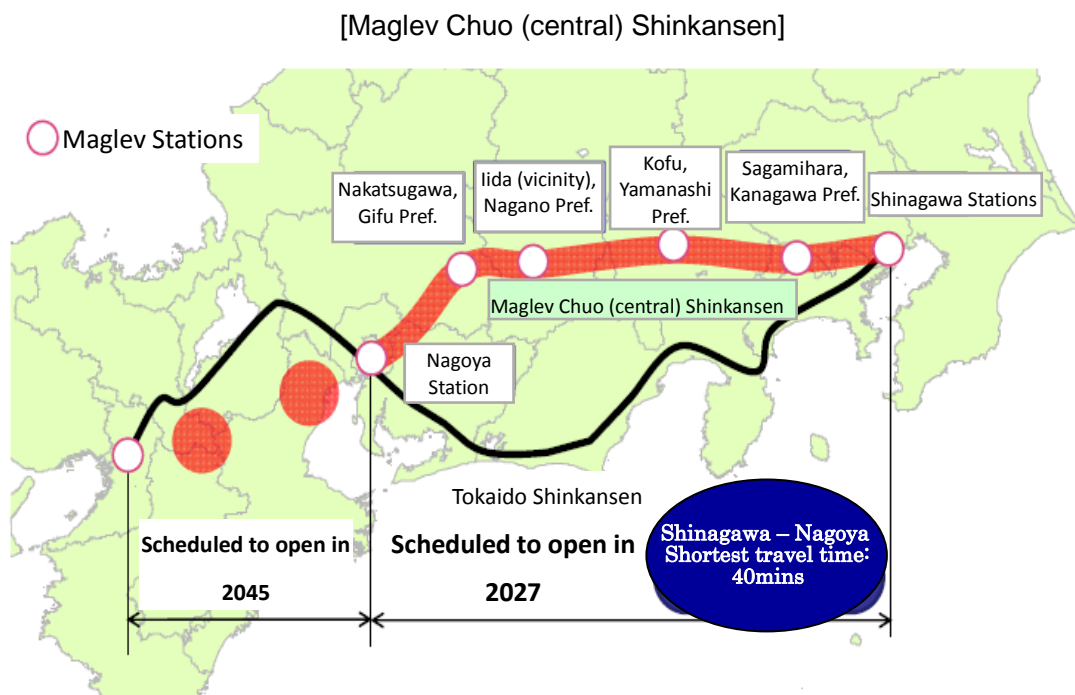 [Maglev Chuo (central) Shinkansen]
Maglev Stations
Nakatsugawa,
Gifu Pref.
Iida (vicinity),
Nagano Pref.
Kofu,
Yamanashi
Pref.
Sagamihara,
Kanagawa Pref.
Shinagawa Stations
Maglev Chuo (central) Shinkansen
Nagoya
Station
Tokaido Shinkansen
Scheduled to open in
2045
Scheduled to open in
2027
Shinagawa – Nagoya
Shortest travel time:
40mins